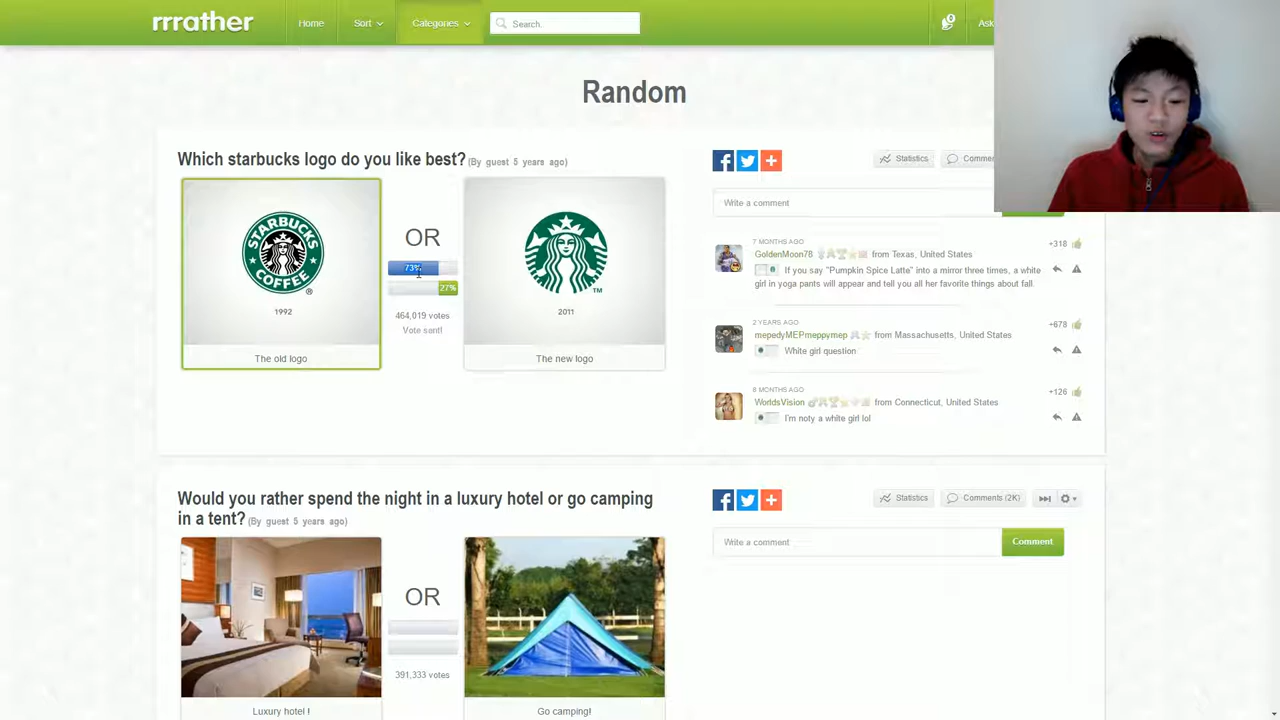 rrrather
Home
Sort
Categories
Search..
2
Ask
Random
Which starbucks logo do you like best? (By guest 5 years ago)
STARBUCKS
COFFEE
®
1992
The old logo
OR
73%
27%
464,019 votes
Vote sent!
TM
2011
The new logo
Statistics
Comme
Write a comment
7 MONTHS AGO
+318
GoldenMoon78 from Texas, United States
If you say "Pumpkin Spice Latte" into a mirror three times, a white
girl in yoga pants will appear and tell you all her favorite things about fall.
2 YEARS AGO
+678
mepedyMEPmeppymep from Massachusetts, United States
White girl question
8 MONTHS AGO
+126
WorldsVision from Connecticut, United States
I'm noty a white girl lol
Would you rather spend the night in a luxury hotel or go camping
in a tent? (By guest 5 years ago)
OR
391,333 votes
Luxury hotel !
Go camping!
Statistics
Comments (2K)
Write a comment
Comment